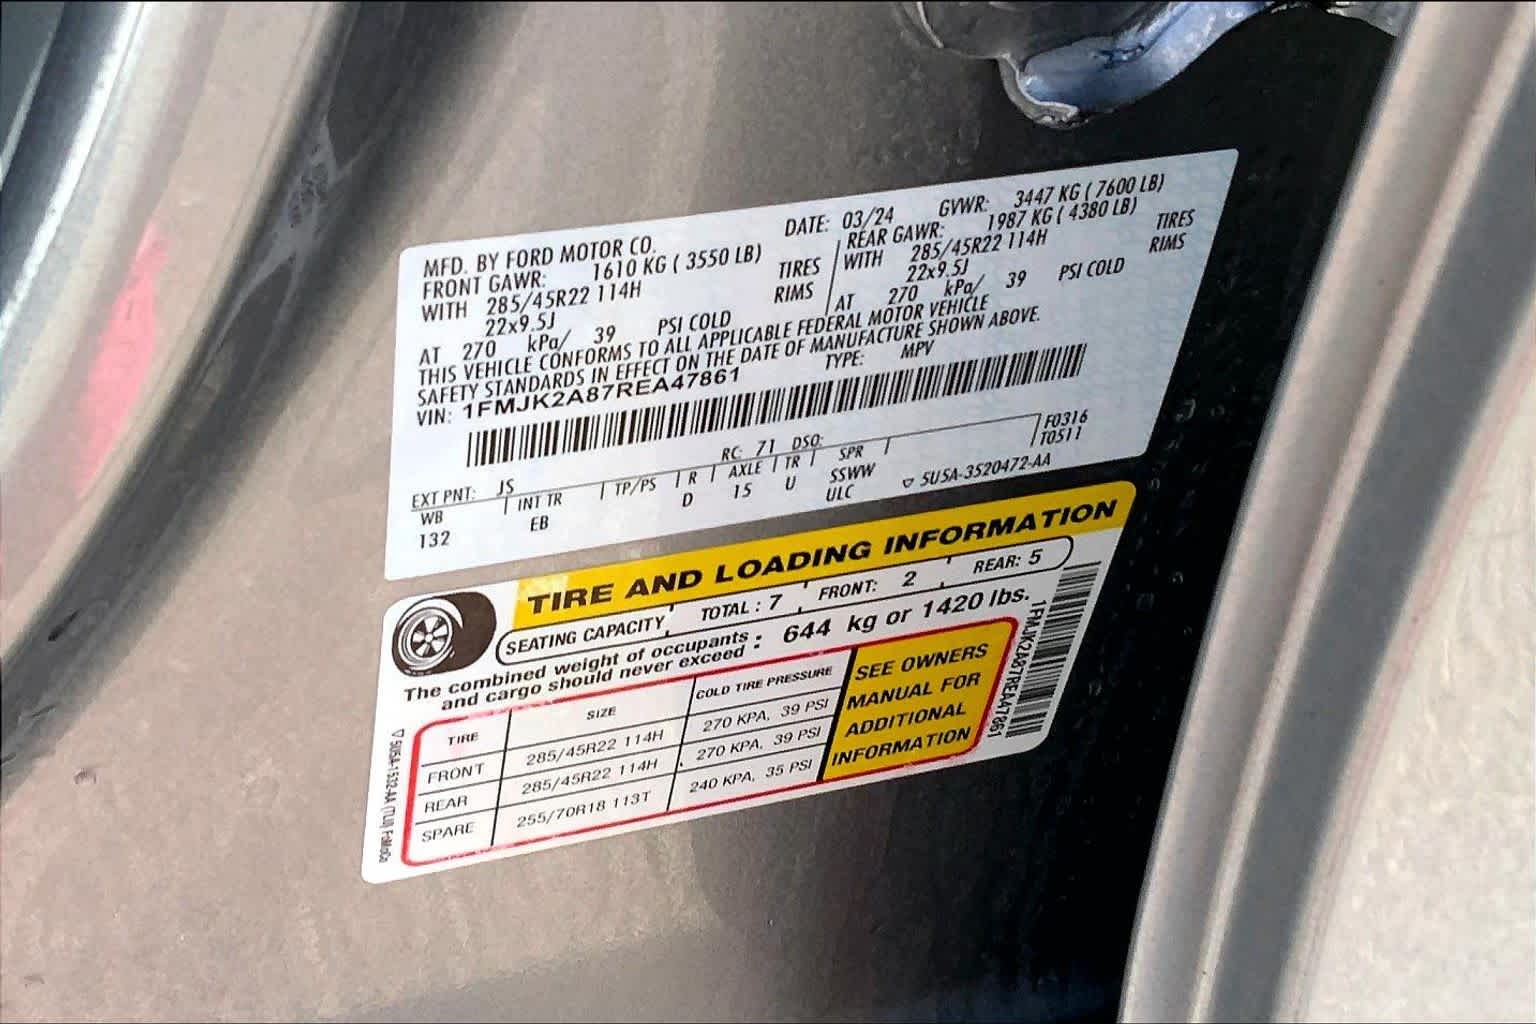 MFD. BY FORD MOTOR CO.
DATE: 03/24 GVWR: 3447 KG ( 7600 LB)
FRONT GAWR: 1610 KG ( 3550 LB)
WITH 285/45R22 114H TIRES
22x9.5J RIMS
AT 270 kPa/ 39 PSI COLD
REAR GAWR: 1987 KG ( 4380 LB)
WITH 285/45R22 114H TIRES
22x9.5J RIMS
AT 270 kPa/ 39 PSI COLD
THIS VEHICLE CONFORMS TO ALL APPLICABLE FEDERAL MOTOR VEHICLE
SAFETY STANDARDS IN EFFECT ON THE DATE OF MANUFACTURE SHOWN ABOVE.
VIN: 1FMJK2A87REA47861 TYPE: MPV
F0316
T0511
EXT PNT: JS RC: 71 DSO:
WB INT TR TP/PS R AXLE TR SPR
132 EB D 15 U SSWW
ULC
5U5A-3520472-AA
TIRE AND LOADING INFORMATION
SEATING CAPACITY TOTAL : 7 FRONT: 2 REAR: 5
The combined weight of occupants : 644 kg or 1420 lbs.
and cargo should never exceed :
TIRE SIZE COLD TIRE PRESSURE
FRONT 285/45R22 114H 270 KPA, 39 PSI
REAR 285/45R22 114H 270 KPA, 39 PSI
SPARE 255/70R18 113T 240 KPA, 35 PSI
SEE OWNERS
MANUAL FOR
ADDITIONAL
INFORMATION
1FMJK2A87REA47861
5U5A-1532-AA (TLU) FoMoCo